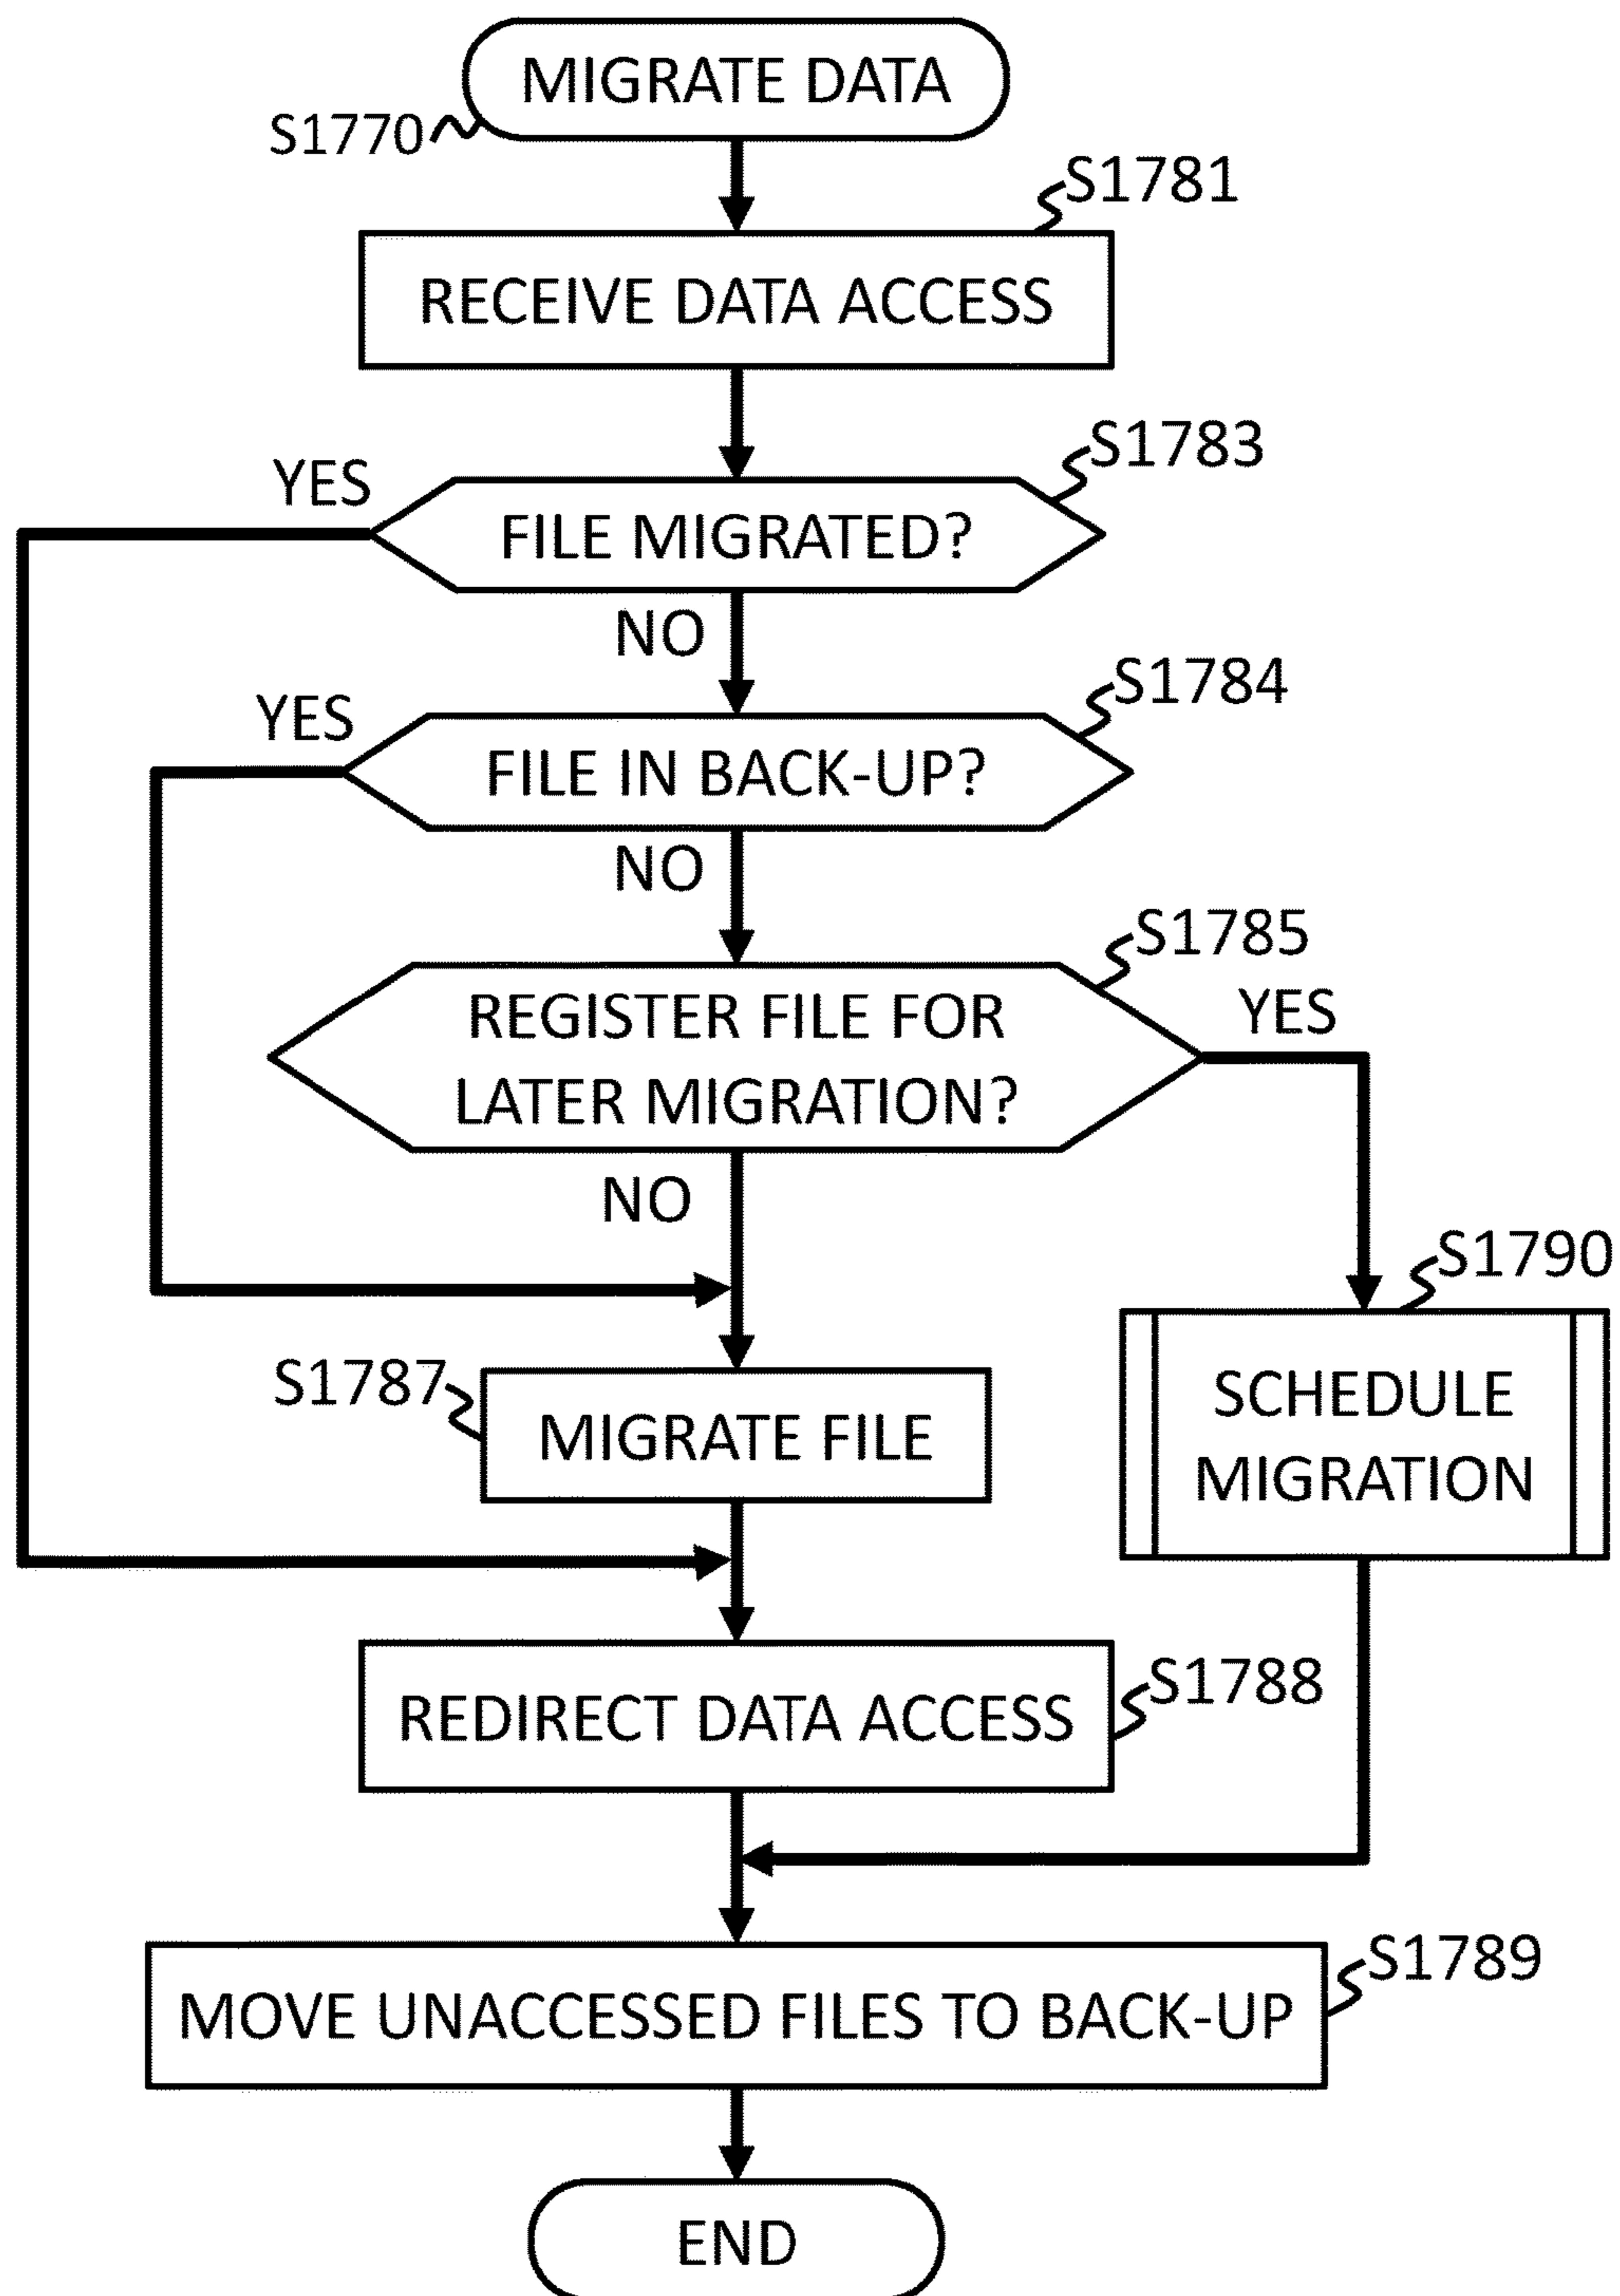 MIGRATE DATA
S1770
S1781
RECEIVE DATA ACCESS
S1783
YES
FILE MIGRATED?
NO
S1784
YES
FILE IN BACK-UP?
NO
S1785
REGISTER FILE FOR
YES
LATER MIGRATION?
NO
S1790
S1787
SCHEDULE
MIGRATE FILE
MIGRATION
S1788
REDIRECT DATA ACCESS
S1789
MOVE UNACCESSED FILES TO BACK-UP
END